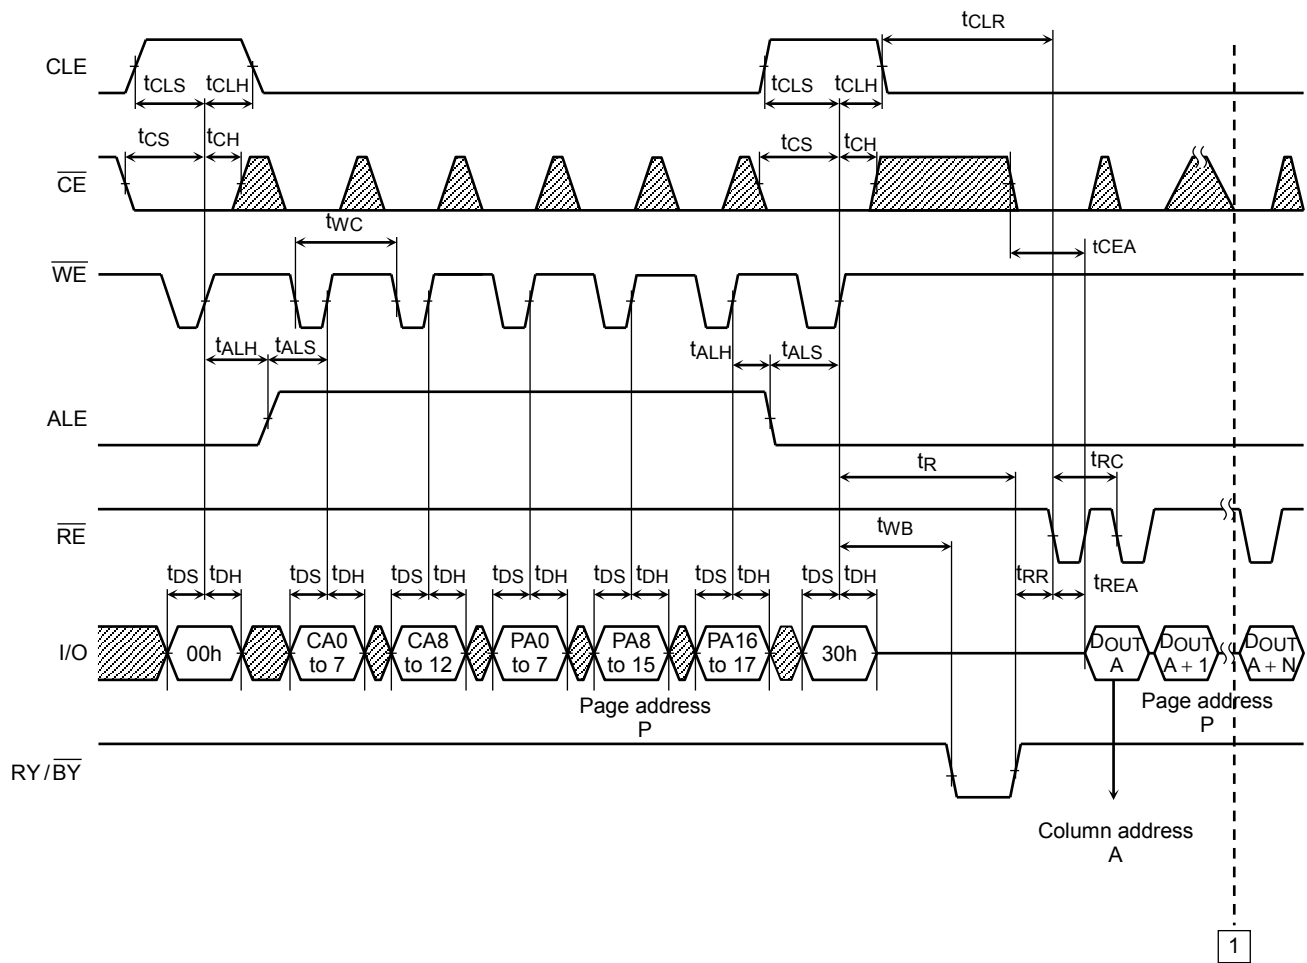 tCLR
CLE
tCLS tCLH tCLS tCLH
tCS tCH tCS tCH
CE
tWC
tCEA
WE
tALH tALS tALH tALS
ALE
tR tRC
RE
tWB
tDS tDH tDS tDH tDS tDH tDS tDH tDS tDH tDS tDH tDS tDH tRR tREA
I/O
00h
CA0
to 7
CA8
to 12
PA0
to 7
PA8
to 15
PA16
to 17
30h
DOUT
A
DOUT
A + 1
DOUT
A + N
Page address
P
Page address
P
RY/BY
Column address
A
1